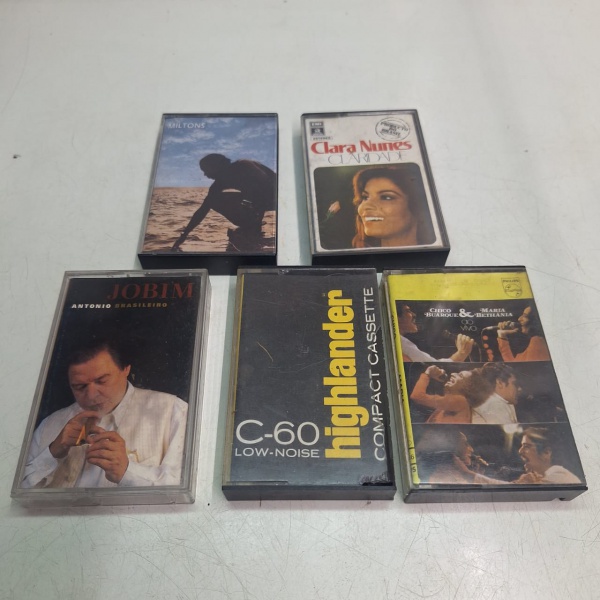 MILTONS
EMI
Clara Nunes
CLARIDADE
JOBIM
ANTONIO BRASILEIRO
C-60
LOW-NOISE
highlander
COMPACT CASSETTE
CHICO
BUARQUE
&
MARIA
BETHÂNIA
AO
VIVO